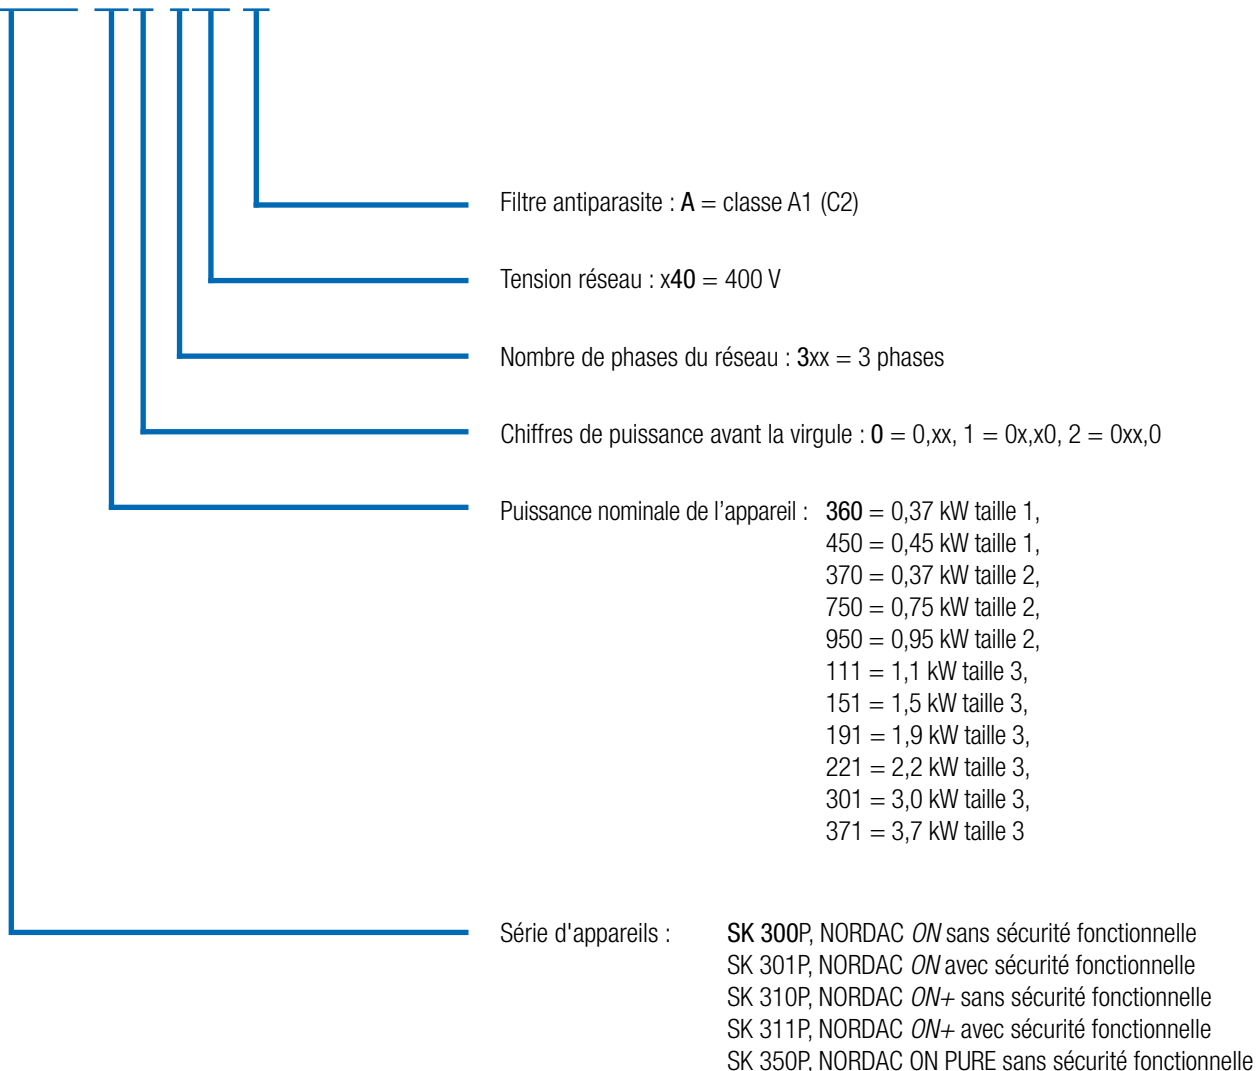 Filtre antiparasite : A = classe A1 (C2)
Tension réseau : x40 = 400 V
Nombre de phases du réseau : 3xx = 3 phases
Chiffres de puissance avant la virgule : 0 = 0,xx, 1 = 0x,x0, 2 = 0xx,0
Puissance nominale de l'appareil : 360 = 0,37 kW taille 1,
450 = 0,45 kW taille 1,
370 = 0,37 kW taille 2,
750 = 0,75 kW taille 2,
950 = 0,95 kW taille 2,
111 = 1,1 kW taille 3,
151 = 1,5 kW taille 3,
191 = 1,9 kW taille 3,
221 = 2,2 kW taille 3,
301 = 3,0 kW taille 3,
371 = 3,7 kW taille 3
Série d'appareils : SK 300P, NORDAC ON sans sécurité fonctionnelle
SK 301P, NORDAC ON avec sécurité fonctionnelle
SK 310P, NORDAC ON+ sans sécurité fonctionnelle
SK 311P, NORDAC ON+ avec sécurité fonctionnelle
SK 350P, NORDAC ON PURE sans sécurité fonctionnelle